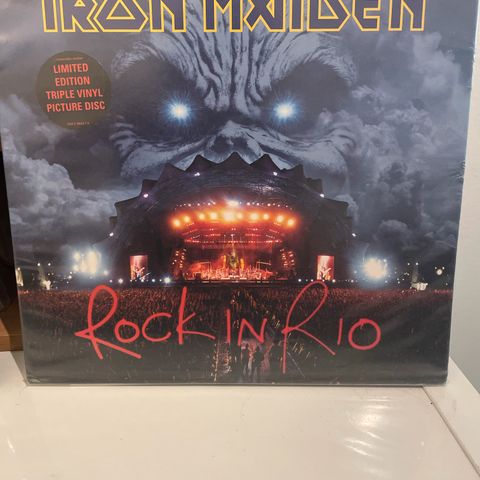 IRON MAIDEN
LIMITED
EDITION
TRIPLE VINYL
PICTURE DISC
ROCK IN RIO